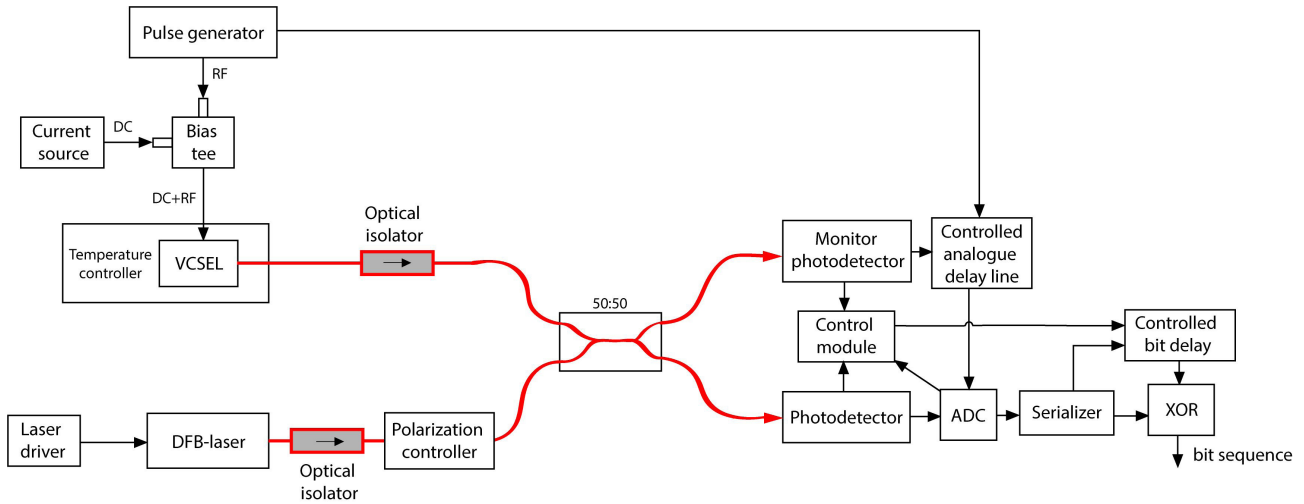 Pulse generator
RF
Current
source
DC
Bias
tee
DC+RF
Temperature
controller
VCSEL
Optical
isolator
50:50
Monitor
photodetector
Controlled
analogue
delay line
Control
module
Controlled
bit delay
Laser
driver
DFB-laser
Optical
isolator
Polarization
controller
Photodetector
ADC
Serializer
XOR
bit sequence